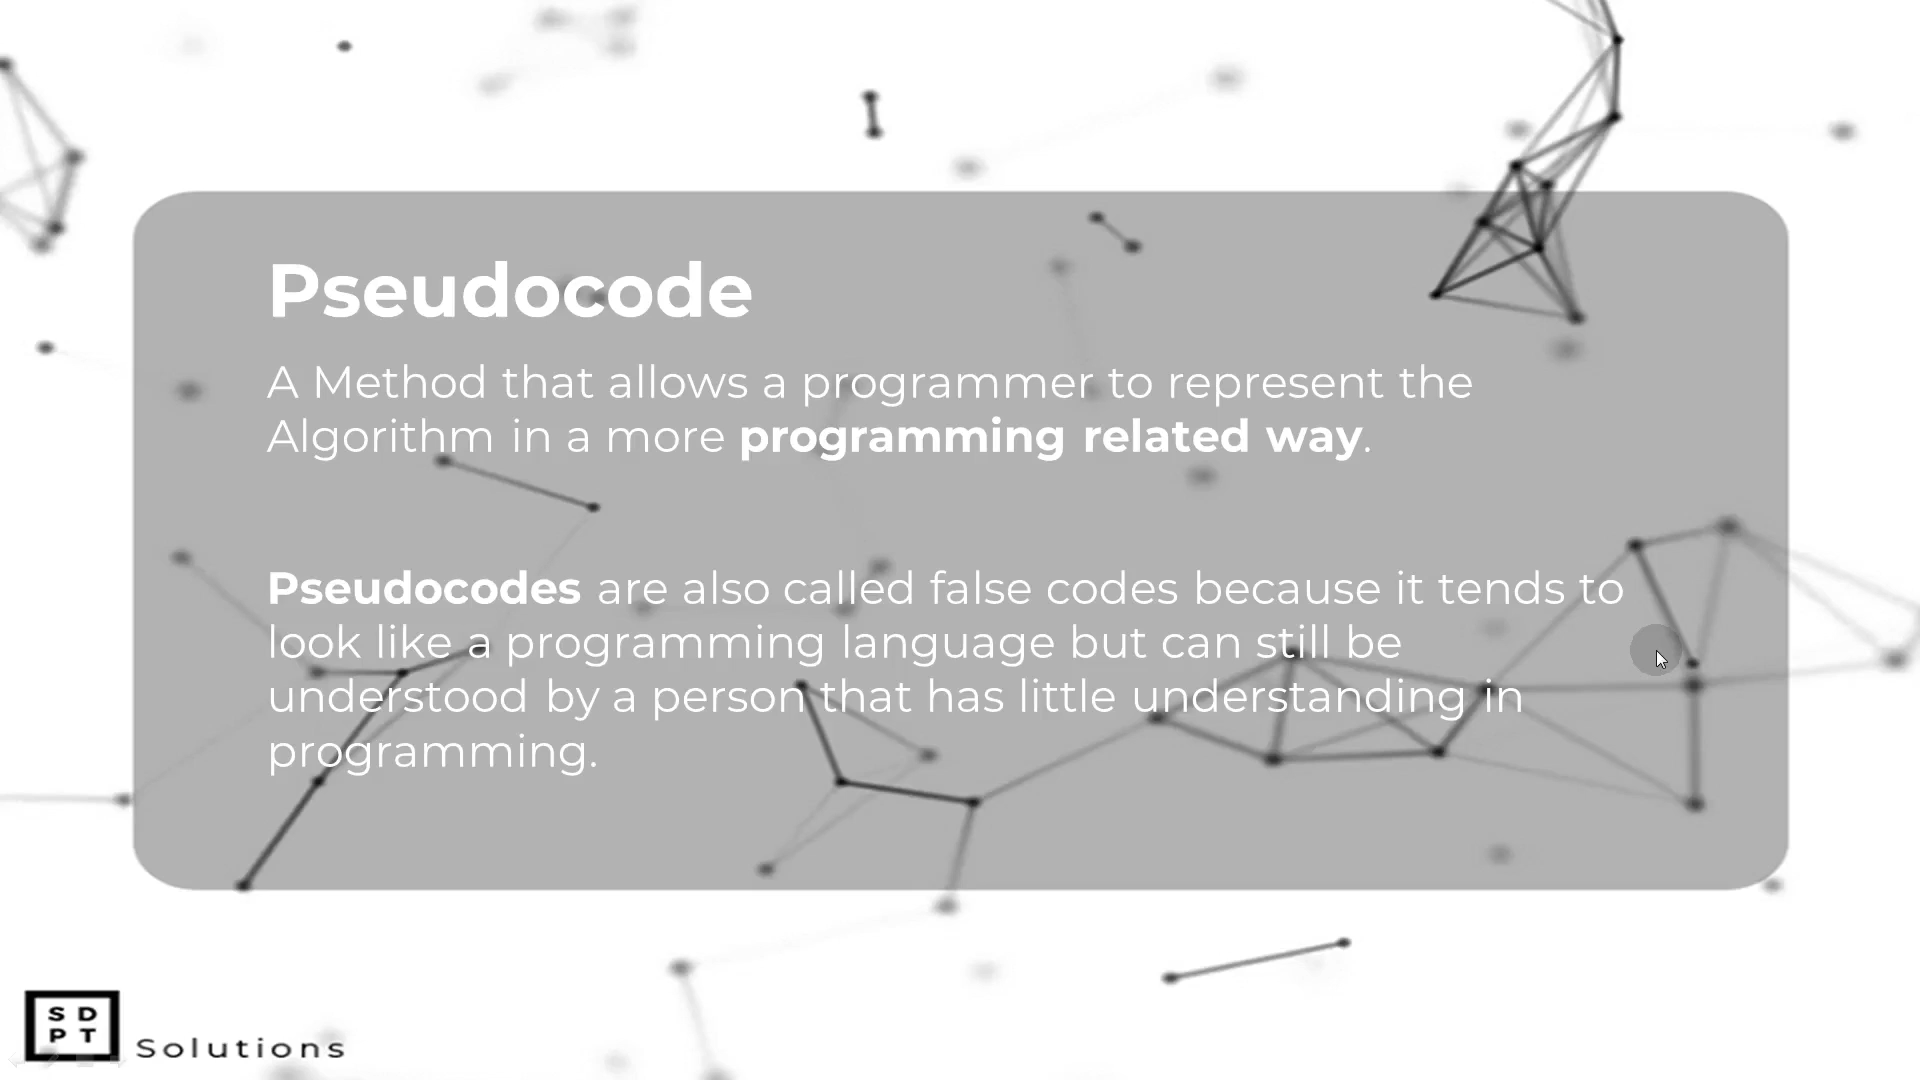 Pseudocode
A Method that allows a programmer to represent the
Algorithm in a more programming related way.
Pseudocodes are also called false codes because it tends to
look like a programming language but can still be
understood by a person that has little understanding in
programming.
S D
P T
Solutions